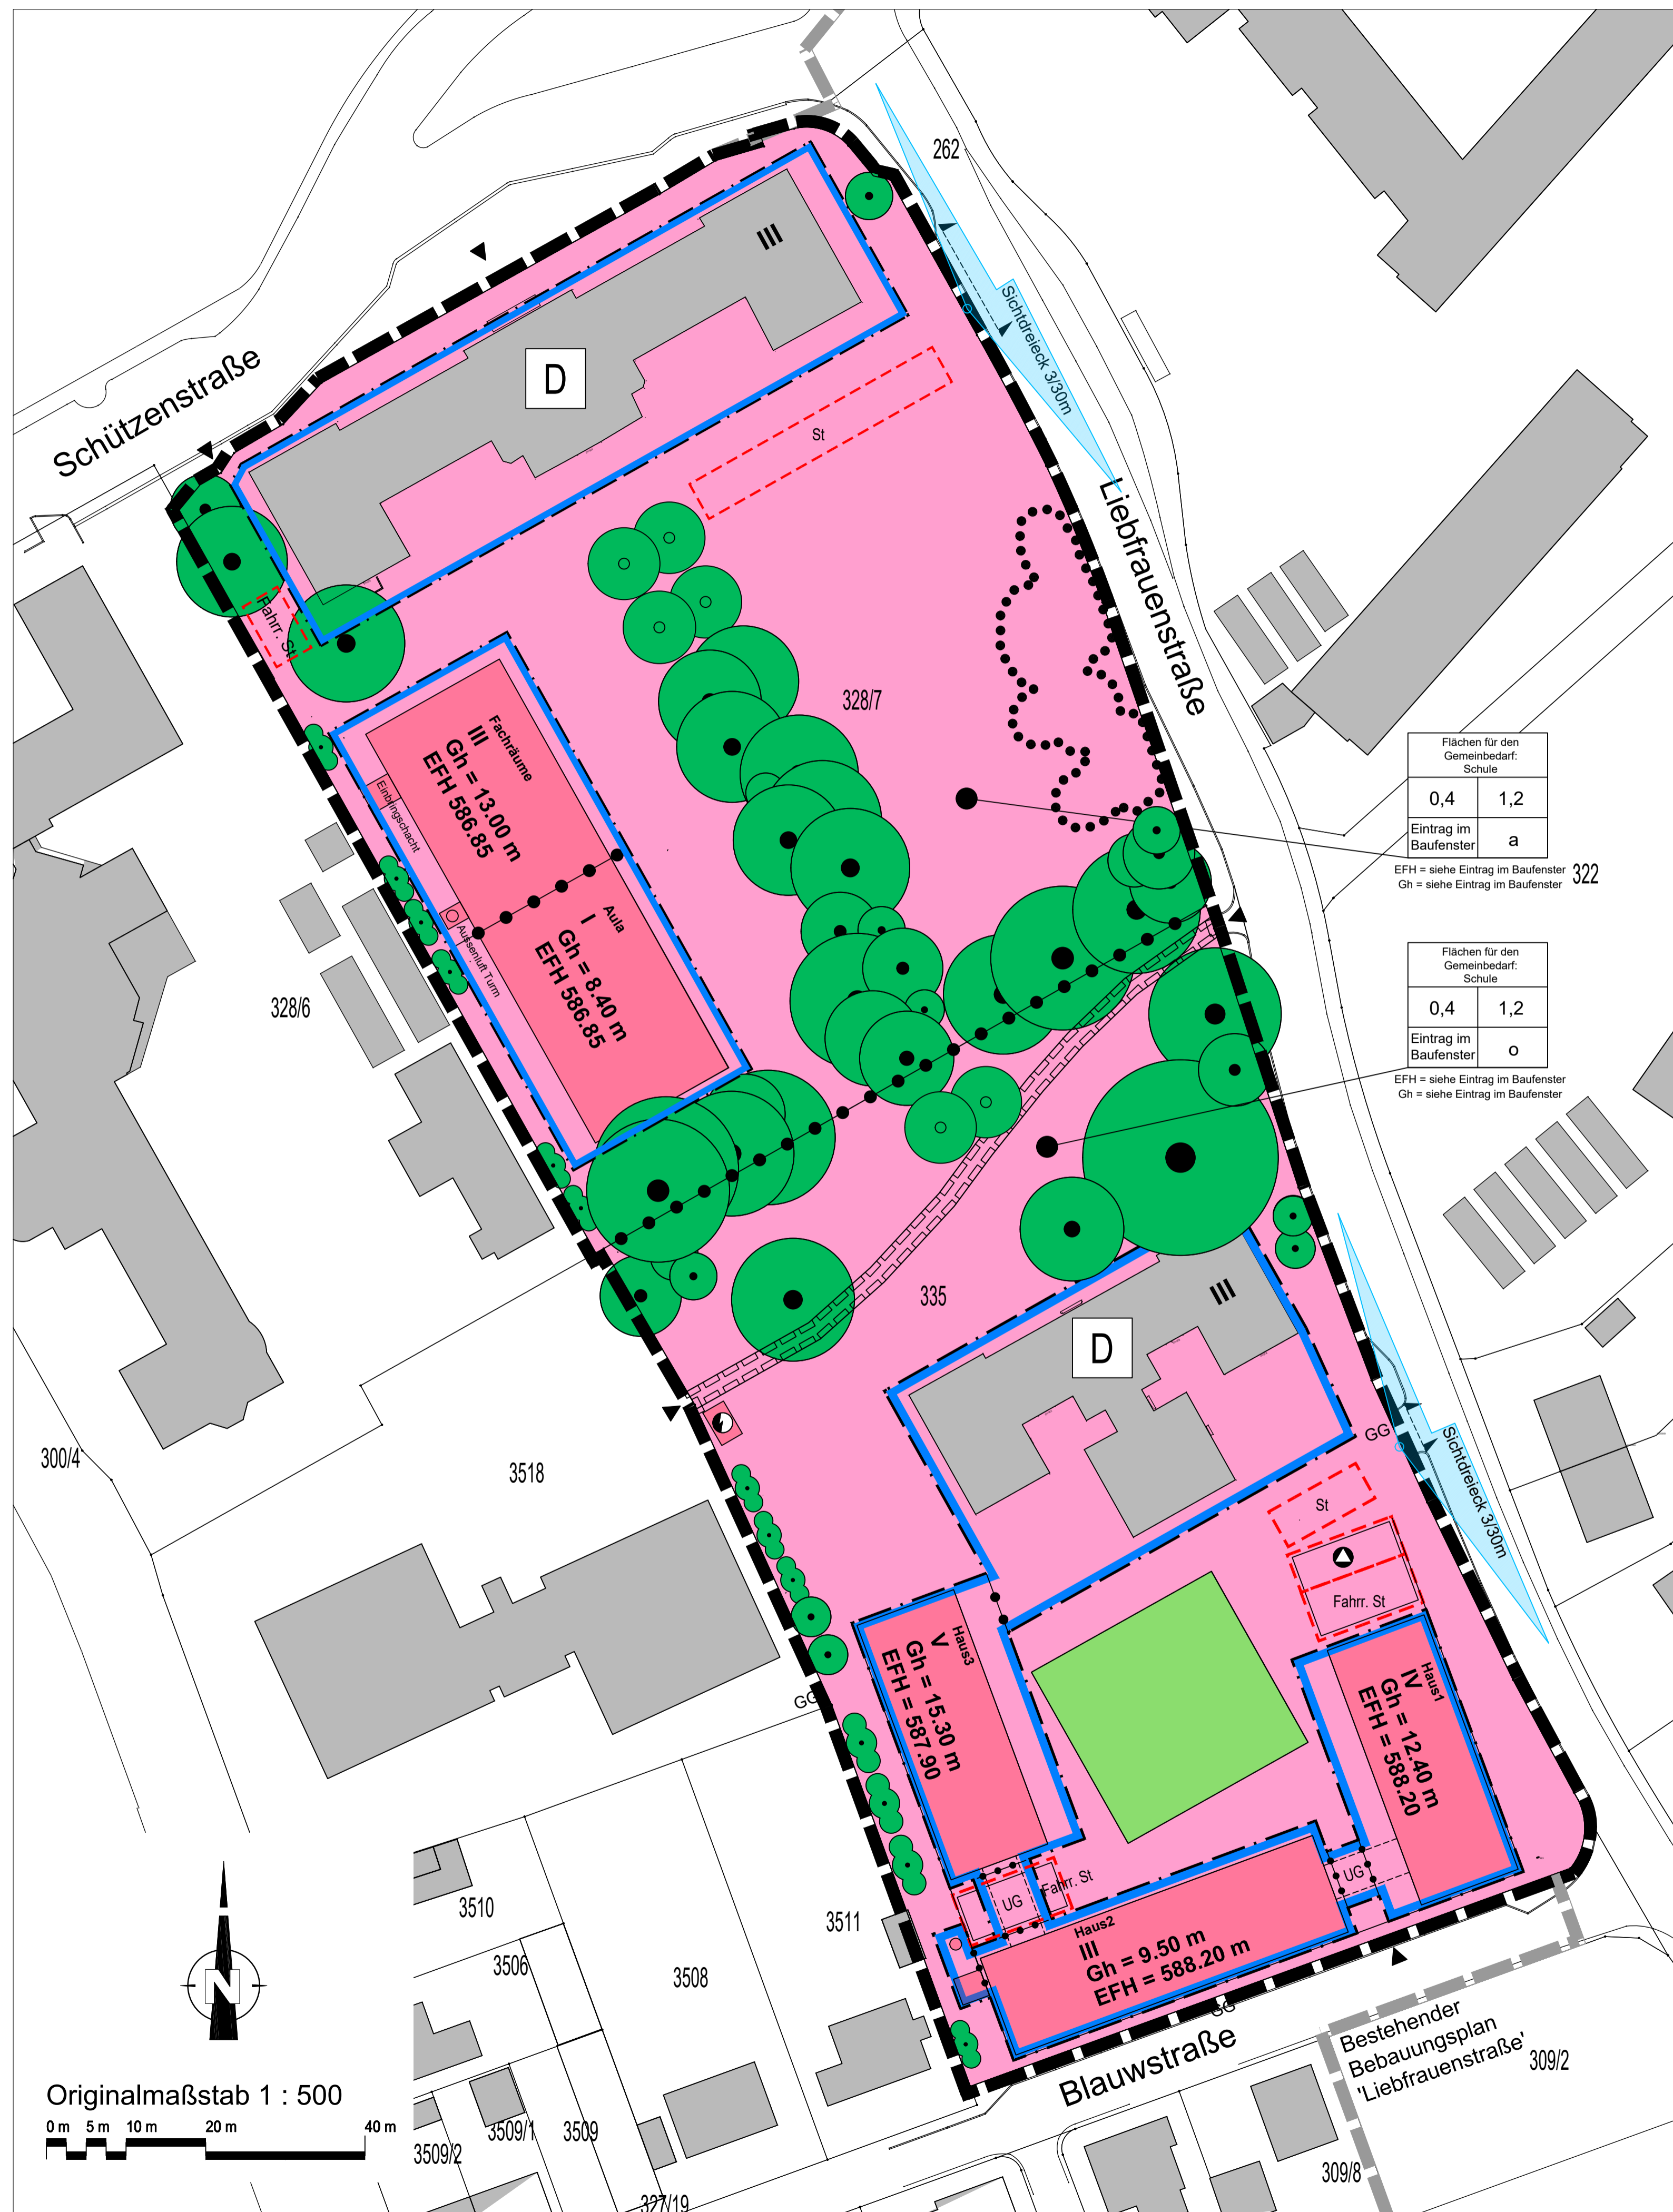 262
III
Sichtdreieck 3/30m
Schützenstraße
D
St
Liebfrauenstraße
Fahrr. St
328/7
Fachräume
III
Gh = 13.00 m
EFH 586.85
Einbringschacht
Aula
I
Gh = 8.40 m
EFH 586.85
Aussenluft Turm
Flächen für den
Gemeinbedarf:
Schule
0,4 1,2
Eintrag im
Baufenster a
EFH = siehe Eintrag im Baufenster
Gh = siehe Eintrag im Baufenster
322
Flächen für den
Gemeinbedarf:
Schule
0,4 1,2
Eintrag im
Baufenster o
EFH = siehe Eintrag im Baufenster
Gh = siehe Eintrag im Baufenster
328/6
335
III
D
300/4
3518
GG
Sichtdreieck 3/30m
St
Fahrr. St
Haus3
V
Gh = 15.30 m
EFH = 587.90
Haus1
IV
Gh = 12.40 m
EFH = 588.20
GG
UG
Fahrr. St
UG
Haus2
III
Gh = 9.50 m
EFH = 588.20 m
GG
3510
3511
3506
3508
N
Blauwstraße
Bestehender
Bebauungsplan
'Liebfrauenstraße'
309/2
Originalmaßstab 1 : 500
0 m 5 m 10 m 20 m 40 m
3509/2
3509/1
3509
309/8
327/19